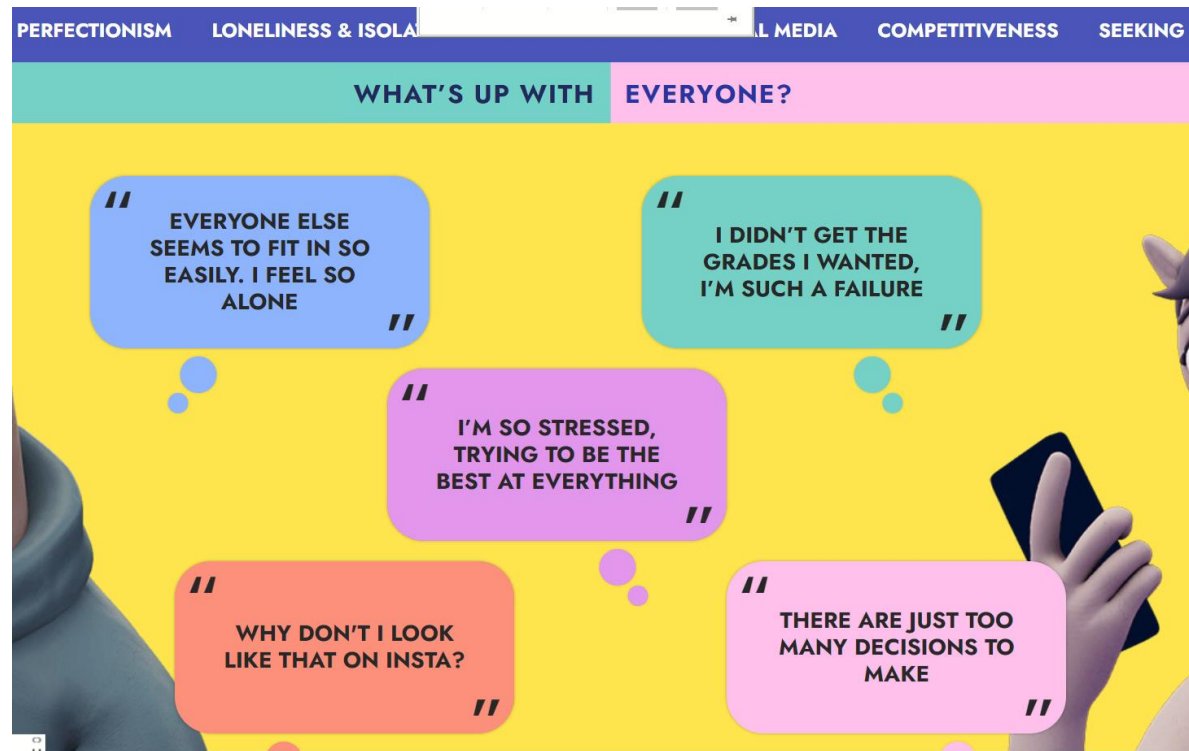 PERFECTIONISM LONELINESS & MEDIA COMPETITIVENESS SEEKING
WHAT'S UP WITH EVERYONE?
“
EVERYONE ELSE
SEEMS TO FIT IN SO
EASILY. I FEEL SO
ALONE
”
“
I DIDN'T GET THE
GRADES I WANTED,
I'M SUCH A FAILURE
”
“
I'M SO STRESSED,
TRYING TO BE THE
BEST AT EVERYTHING
”
“
WHY DON'T I LOOK
LIKE THAT ON INSTA?
”
“
THERE ARE JUST TOO
MANY DECISIONS TO
MAKE
”